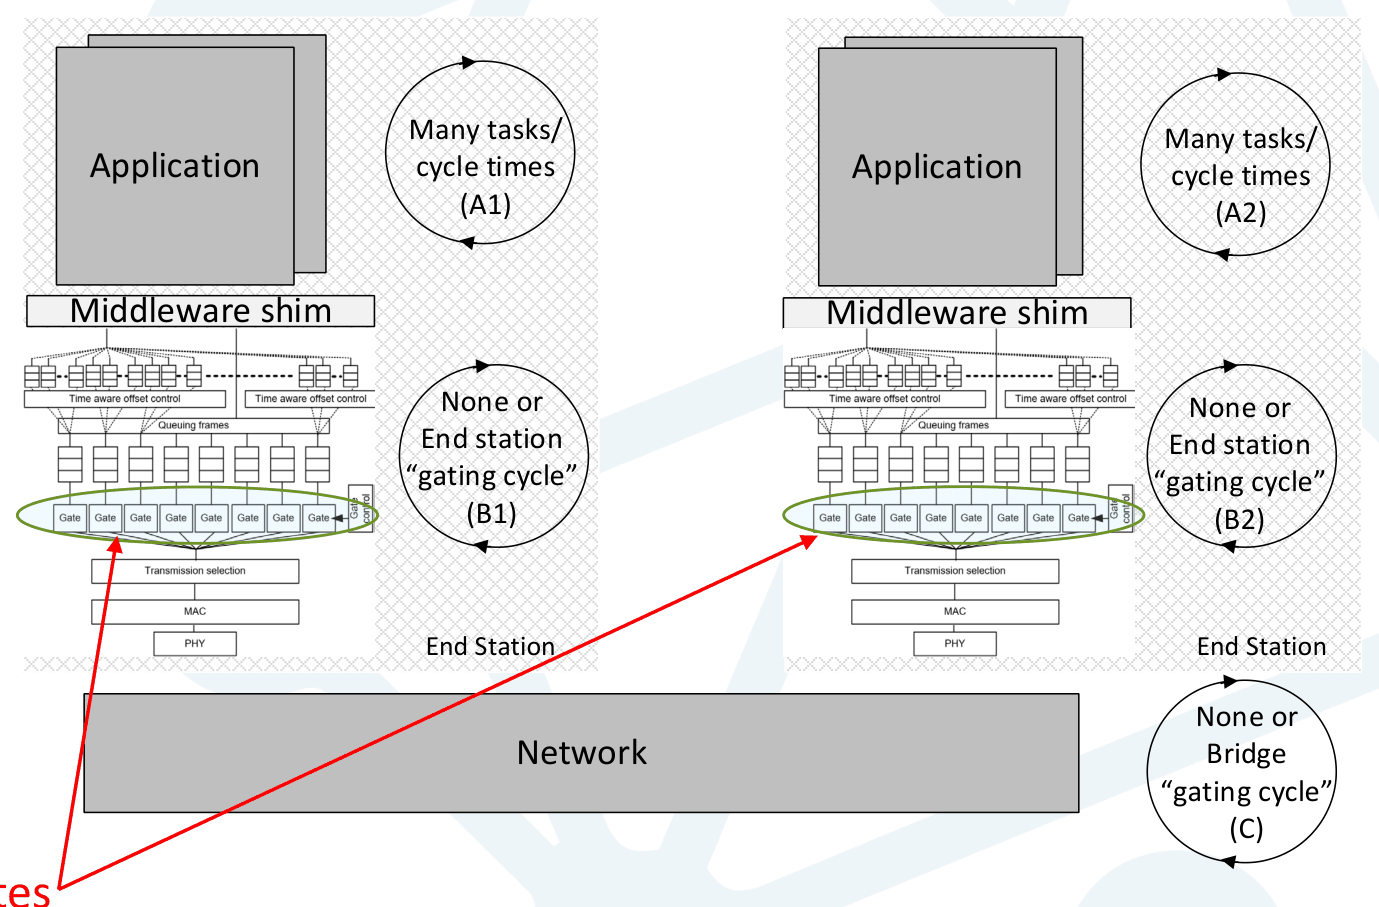 Application
Many tasks/
cycle times
(A1)
Middleware shim
Time aware offset control
Time aware offset control
Queuing frames
None or
End station
“gating cycle”
(B1)
Gate Gate Gate Gate Gate Gate Gate Gate
Gate
control
Transmission selection
MAC
PHY
End Station
Application
Many tasks/
cycle times
(A2)
Middleware shim
Time aware offset control
Time aware offset control
Queuing frames
None or
End station
“gating cycle”
(B2)
Gate Gate Gate Gate Gate Gate Gate Gate
Gate
control
Transmission selection
MAC
PHY
End Station
Network
None or
Bridge
“gating cycle”
(C)